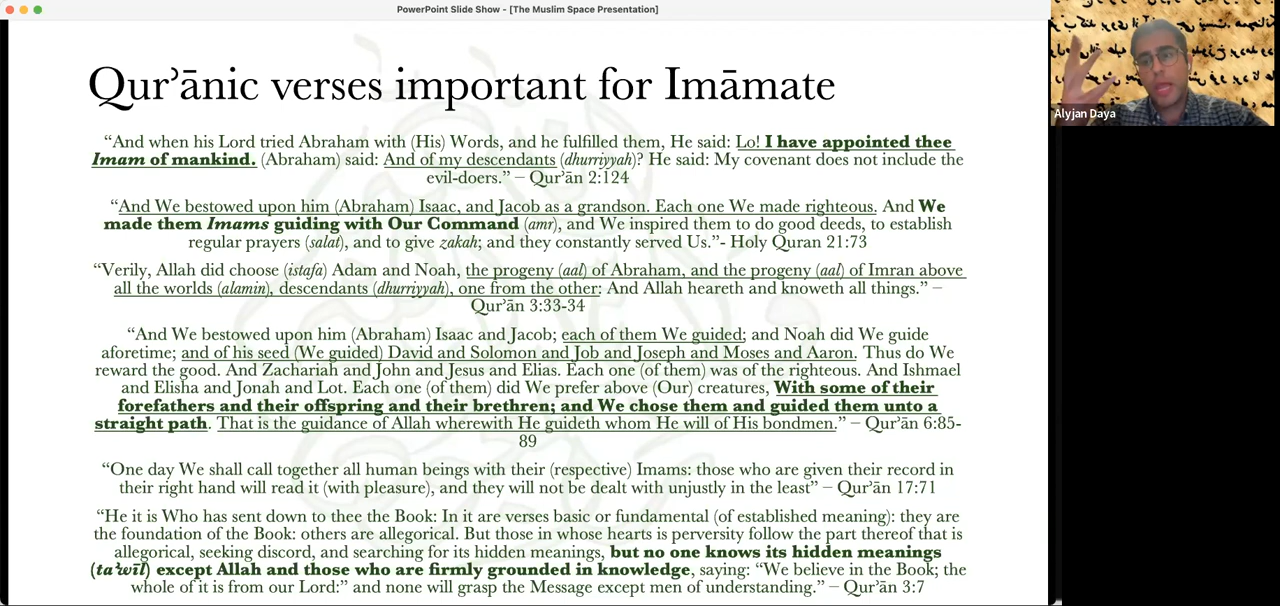 PowerPoint Slide Show - [The Muslim Space Presentation]
Qurʾānic verses important for Imāmate
“And when his Lord tried Abraham with (His) Words, and he fulfilled them, He said: Lo! I have appointed thee
Imam of mankind. (Abraham) said: And of my descendants (dhurriyyah)? He said: My covenant does not include the
evil-doers.” – Qurʾān 2:124
“And We bestowed upon him (Abraham) Isaac, and Jacob as a grandson. Each one We made righteous. And We
made them Imams guiding with Our Command (amr), and We inspired them to do good deeds, to establish
regular prayers (salat), and to give zakah; and they constantly served Us.”- Holy Quran 21:73
“Verily, Allah did choose (istafa) Adam and Noah, the progeny (aal) of Abraham, and the progeny (aal) of Imran above
all the worlds (alamin), descendants (dhurriyyah), one from the other: And Allah heareth and knoweth all things.” –
Qurʾān 3:33-34
“And We bestowed upon him (Abraham) Isaac and Jacob; each of them We guided; and Noah did We guide
aforetime; and of his seed (We guided) David and Solomon and Job and Joseph and Moses and Aaron. Thus do We
reward the good. And Zachariah and John and Jesus and Elias. Each one (of them) was of the righteous. And Ishmael
and Elisha and Jonah and Lot. Each one (of them) did We prefer above (Our) creatures, With some of their
forefathers and their offspring and their brethren; and We chose them and guided them unto a
straight path. That is the guidance of Allah wherewith He guideth whom He will of His bondmen.” – Qurʾān 6:85-
89
“One day We shall call together all human beings with their (respective) Imams: those who are given their record in
their right hand will read it (with pleasure), and they will not be dealt with unjustly in the least” – Qurʾān 17:71
“He it is Who has sent down to thee the Book: In it are verses basic or fundamental (of established meaning): they are
the foundation of the Book: others are allegorical. But those in whose hearts is perversity follow the part thereof that is
allegorical, seeking discord, and searching for its hidden meanings, but no one knows its hidden meanings
(taʾwīl) except Allah and those who are firmly grounded in knowledge, saying: “We believe in the Book; the
whole of it is from our Lord:” and none will grasp the Message except men of understanding.” – Qurʾān 3:7
Alyjan Daya